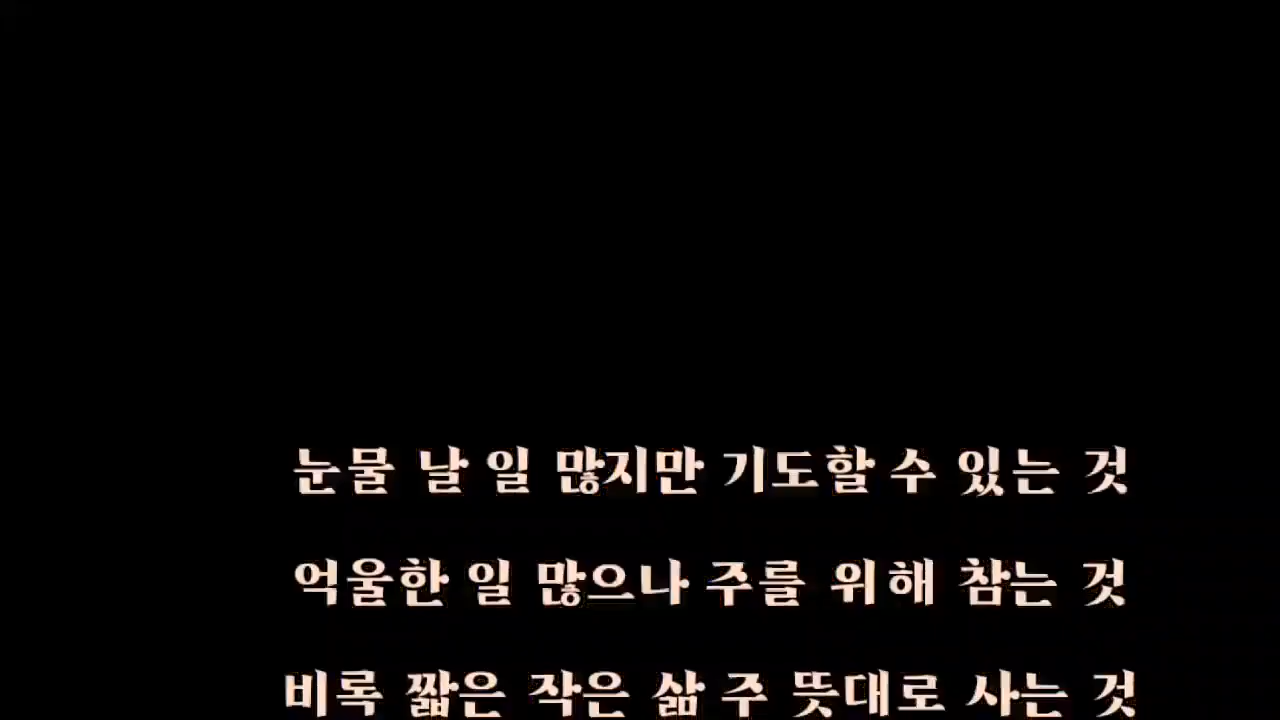 눈물 날 일 많지만 기도할 수 있는 것
억울한 일 많으나 주를 위해 참는 것
비록 짧은 작은 삶 주 뜻대로 사는 것